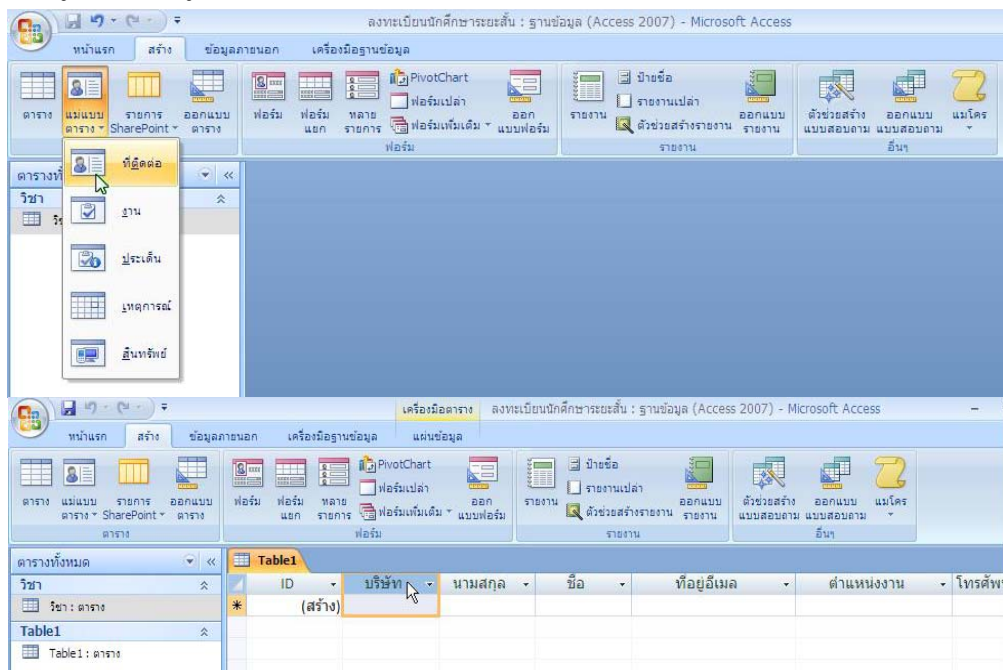 ลงทะเบียนนักศึกษาระยะสั้น : ฐานข้อมูล (Access 2007) - Microsoft Access
หน้าแรก สร้าง ข้อมูลภายนอก เครื่องมือฐานข้อมูล
ตาราง
แม่แบบตาราง
รายการ SharePoint
ออกแบบตาราง
ฟอร์ม
ฟอร์มแยก
หลายรายการ
PivotChart
ฟอร์มเปล่า
ฟอร์มเพิ่มเติม
ออกแบบฟอร์ม
รายงาน
ป้ายชื่อ
รายงานเปล่า
ตัวช่วยสร้างรายงาน
ออกแบบรายงาน
ตัวช่วยสร้างแบบสอบถาม
ออกแบบแบบสอบถาม
แมโคร
ฟอร์ม
รายงาน
อื่นๆ
ที่ติดต่อ
งาน
ประเด็น
เหตุการณ์
สินทรัพย์
วิชา
เครื่องมือตาราง ลงทะเบียนนักศึกษาระยะสั้น : ฐานข้อมูล (Access 2007) - Microsoft Access
หน้าแรก สร้าง ข้อมูลภายนอก เครื่องมือฐานข้อมูล แผ่นข้อมูล
ตาราง
แม่แบบตาราง
รายการ SharePoint
ออกแบบตาราง
ฟอร์ม
ฟอร์มแยก
หลายรายการ
PivotChart
ฟอร์มเปล่า
ฟอร์มเพิ่มเติม
ออกแบบฟอร์ม
รายงาน
ป้ายชื่อ
รายงานเปล่า
ตัวช่วยสร้างรายงาน
ออกแบบรายงาน
ตัวช่วยสร้างแบบสอบถาม
ออกแบบแบบสอบถาม
แมโคร
ตาราง
ฟอร์ม
รายงาน
อื่นๆ
ตารางทั้งหมด
Table1
วิชา
ID บริษัท นามสกุล ชื่อ ที่อยู่อีเมล ตำแหน่งงาน
วิชา : ตาราง
(สร้าง)
Table1
Table1 : ตาราง